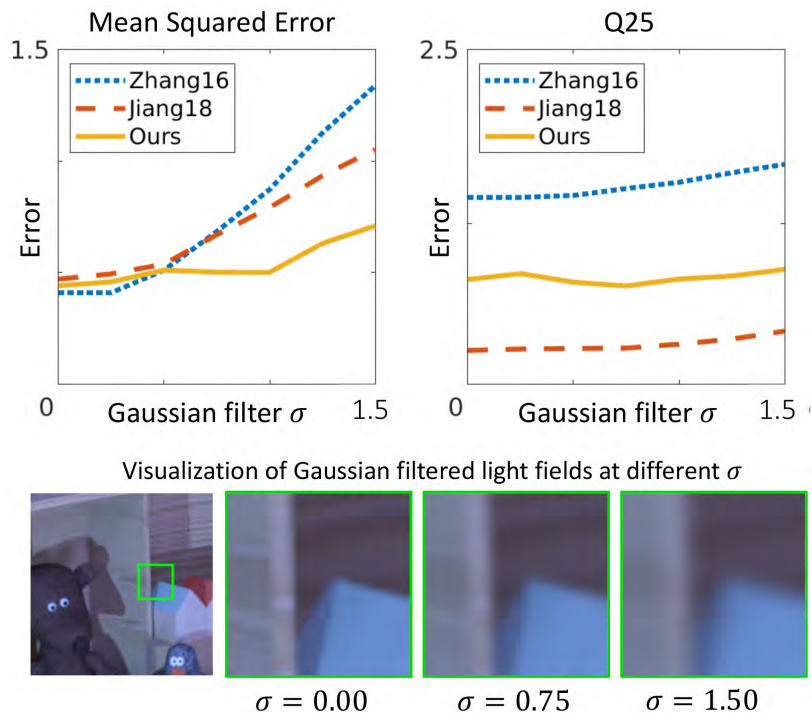 Mean Squared Error
1.5
Zhang16
Jiang18
Ours
Error
0
Gaussian filter σ
1.5
Q25
2.5
Zhang16
Jiang18
Ours
Error
0
Gaussian filter σ
1.5
Visualization of Gaussian filtered light fields at different σ
σ = 0.00
σ = 0.75
σ = 1.50